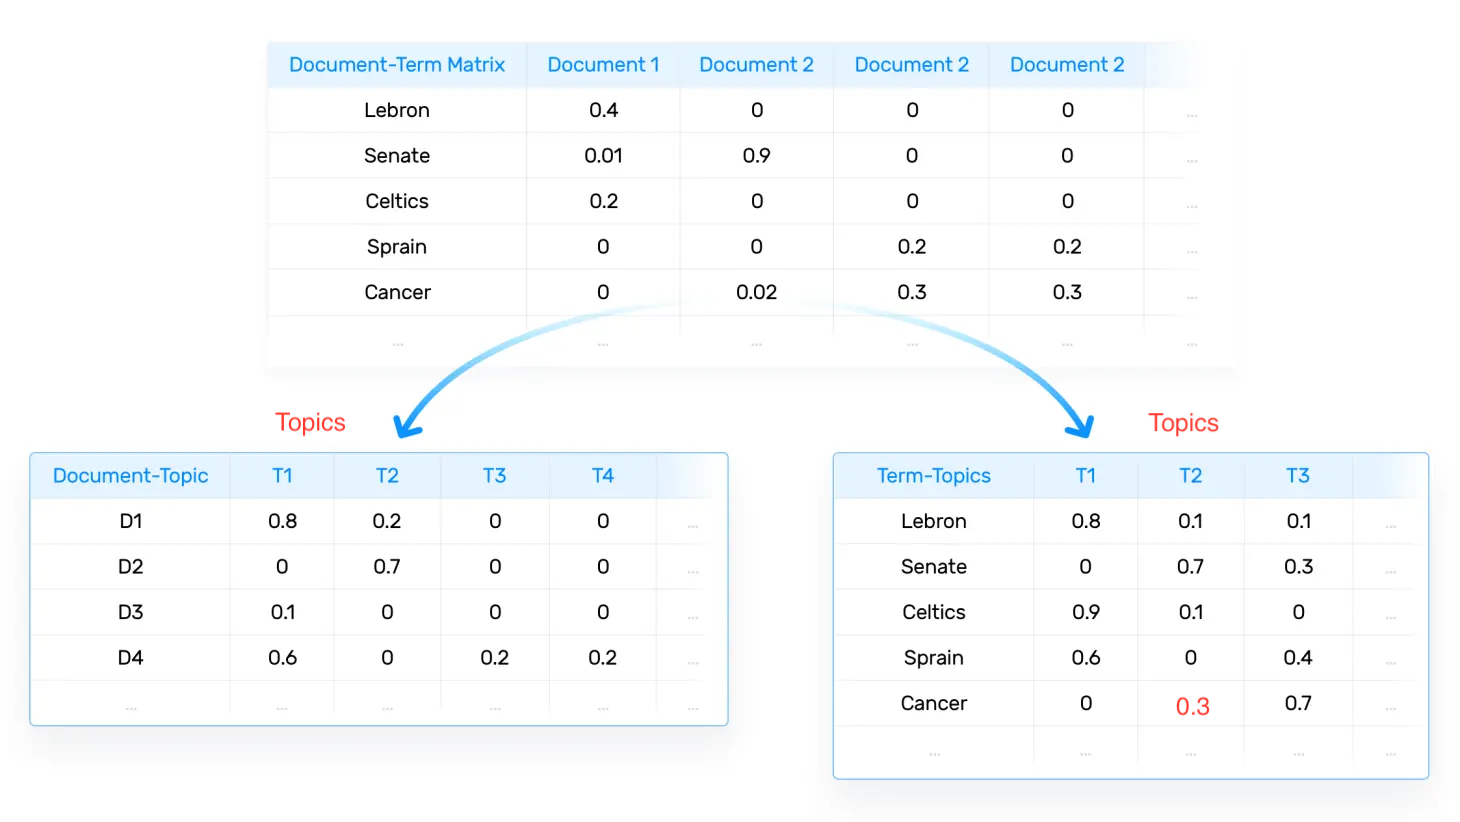 Document-Term Matrix Document 1 Document 2 Document 2 Document 2
Lebron 0.4 0 0 0 ...
Senate 0.01 0.9 0 0 ...
Celtics 0.2 0 0 0 ...
Sprain 0 0 0.2 0.2 ...
Cancer 0 0.02 0.3 0.3 ...
... ... ... ... ... ...
Topics
Document-Topic T1 T2 T3 T4
D1 0.8 0.2 0 0 ...
D2 0 0.7 0 0 ...
D3 0.1 0 0 0 ...
D4 0.6 0 0.2 0.2 ...
... ... ... ... ... ...
Topics
Term-Topics T1 T2 T3
Lebron 0.8 0.1 0.1 ...
Senate 0 0.7 0.3 ...
Celtics 0.9 0.1 0 ...
Sprain 0.6 0 0.4 ...
Cancer 0 0.3 0.7 ...
... ... ... ... ...